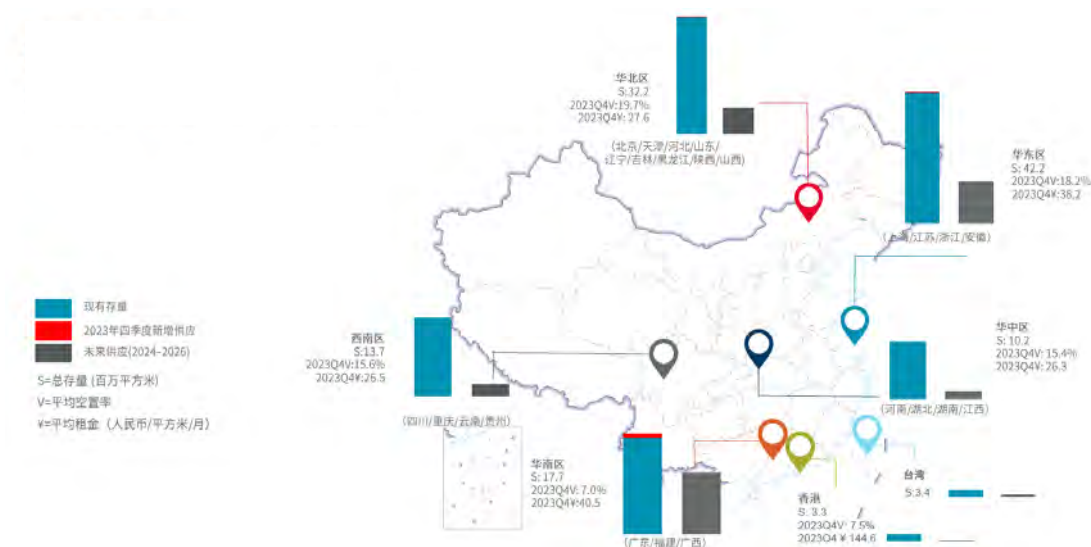 华北区
S:32.2
2023Q4V:19.7%
2023Q4¥: 27.6
(北京/天津/河北/山东/
辽宁/吉林/黑龙江/陕西/山西)
华东区
S: 42.2
2023Q4V:18.2%
2023Q4¥:38.2
(上海/江苏/浙江/安徽)
现有存量
2023年四季度新增供应
未来供应(2024-2026)
S=总存量 (百万平方米)
V=平均空置率
¥=平均租金（人民币/平方米/月）
西南区
S:13.7
2023Q4V:15.6%
2023Q4¥:26.5
(四川/重庆/云南/贵州)
华中区
S: 10.2
2023Q4V: 15.4%
2023Q4¥: 26.3
(河南/湖北/湖南/江西)
华南区
S: 17.7
2023Q4V: 7.0%
2023Q4¥:40.5
(广东/福建/广西)
香港
S: 3.3
2023Q4V: 7.5%
2023Q4 ¥ 144.6
台湾
S:3.4